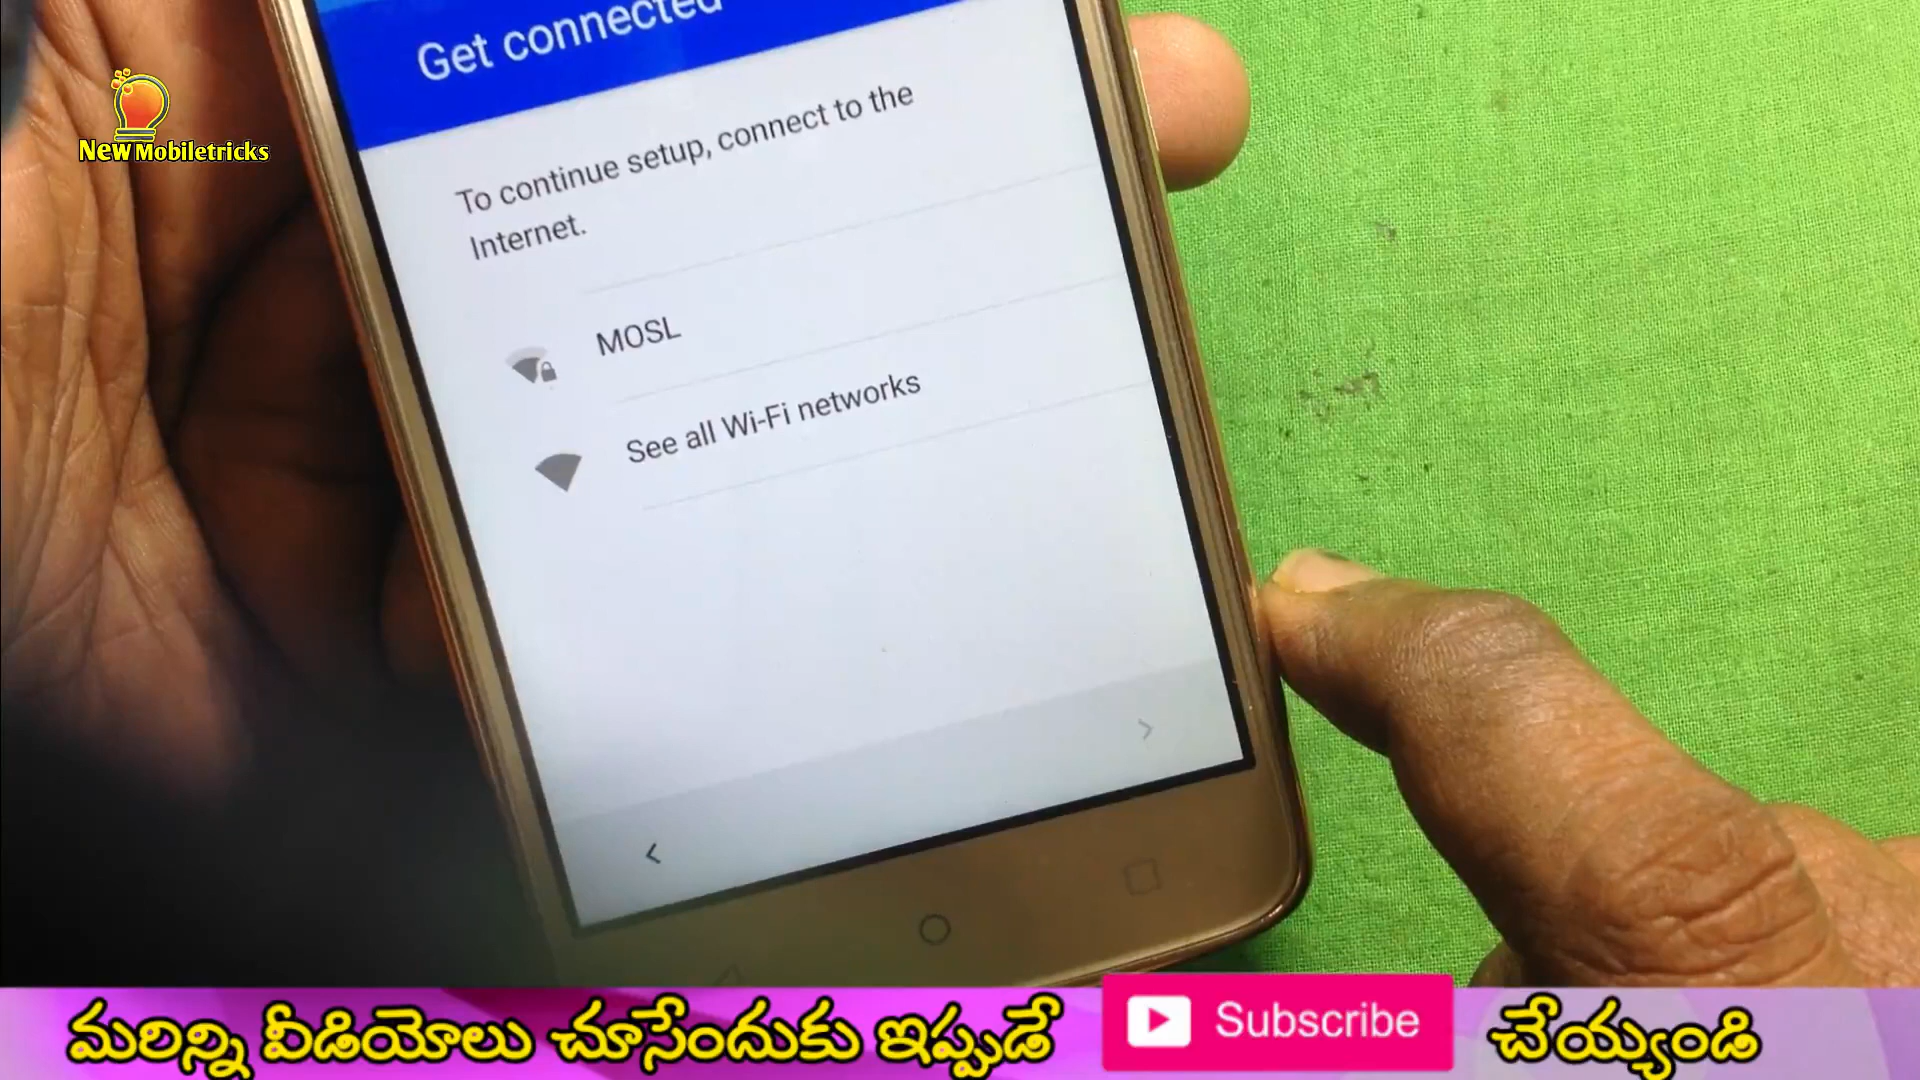 Get connected
New Mobiletricks
To continue setup, connect to the
Internet.
MOSL
See all Wi-Fi networks
మరిన్ని వీడియోలు చూసేందుకు ఇప్పుడే Subscribe చేయ్యండి